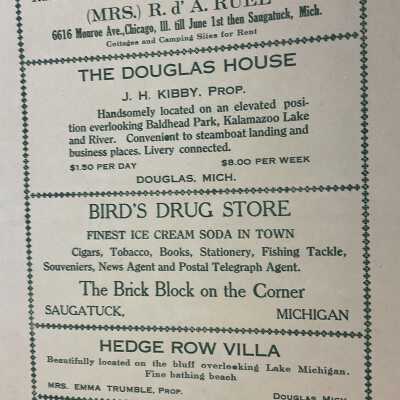 (MRS.) R. d' A. RUEL
6616 Monroe Ave., Chicago, Ill. till June 1st then Saugatuck, Mich.
Cottages and Camping Sites for Rent
THE DOUGLAS HOUSE
J. H. KIBBY, PROP.
Handsomely located on an elevated posi-
tion everlooking Baldhead Park, Kalamazoo Lake
and River. Convenient to steamboat landing and
business places. Livery connected.
$1.50 PER DAY $8.00 PER WEEK
DOUGLAS, MICH.
BIRD'S DRUG STORE
FINEST ICE CREAM SODA IN TOWN
Cigars, Tobacco, Books, Stationery, Fishing Tackle,
Souveniers, News Agent and Postal Telegraph Agent.
The Brick Block on the Corner
SAUGATUCK, MICHIGAN
HEDGE ROW VILLA
Beautifully located on the bluff overlooking Lake Michigan.
Fine bathing beach
MRS. EMMA TRUMBLE, PROP. DOUGLAS, MICH.